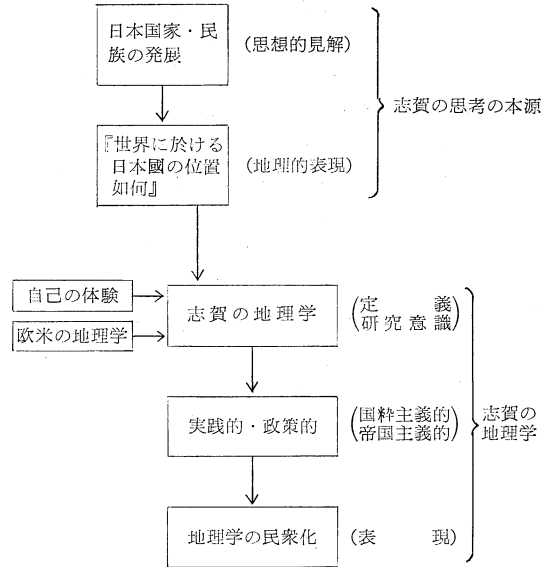 日本国家・民
族の発展
(思想的見解)
『世界に於ける
日本國の位置
如何』
(地理的表現)
志賀の思考の本源
自己の体験
欧米の地理学
志賀の地理学
(定義
研究意識)
実践的・政策的
(国粋主義的
帝国主義的)
志賀の
地理学
地理学の民衆化
(表現)